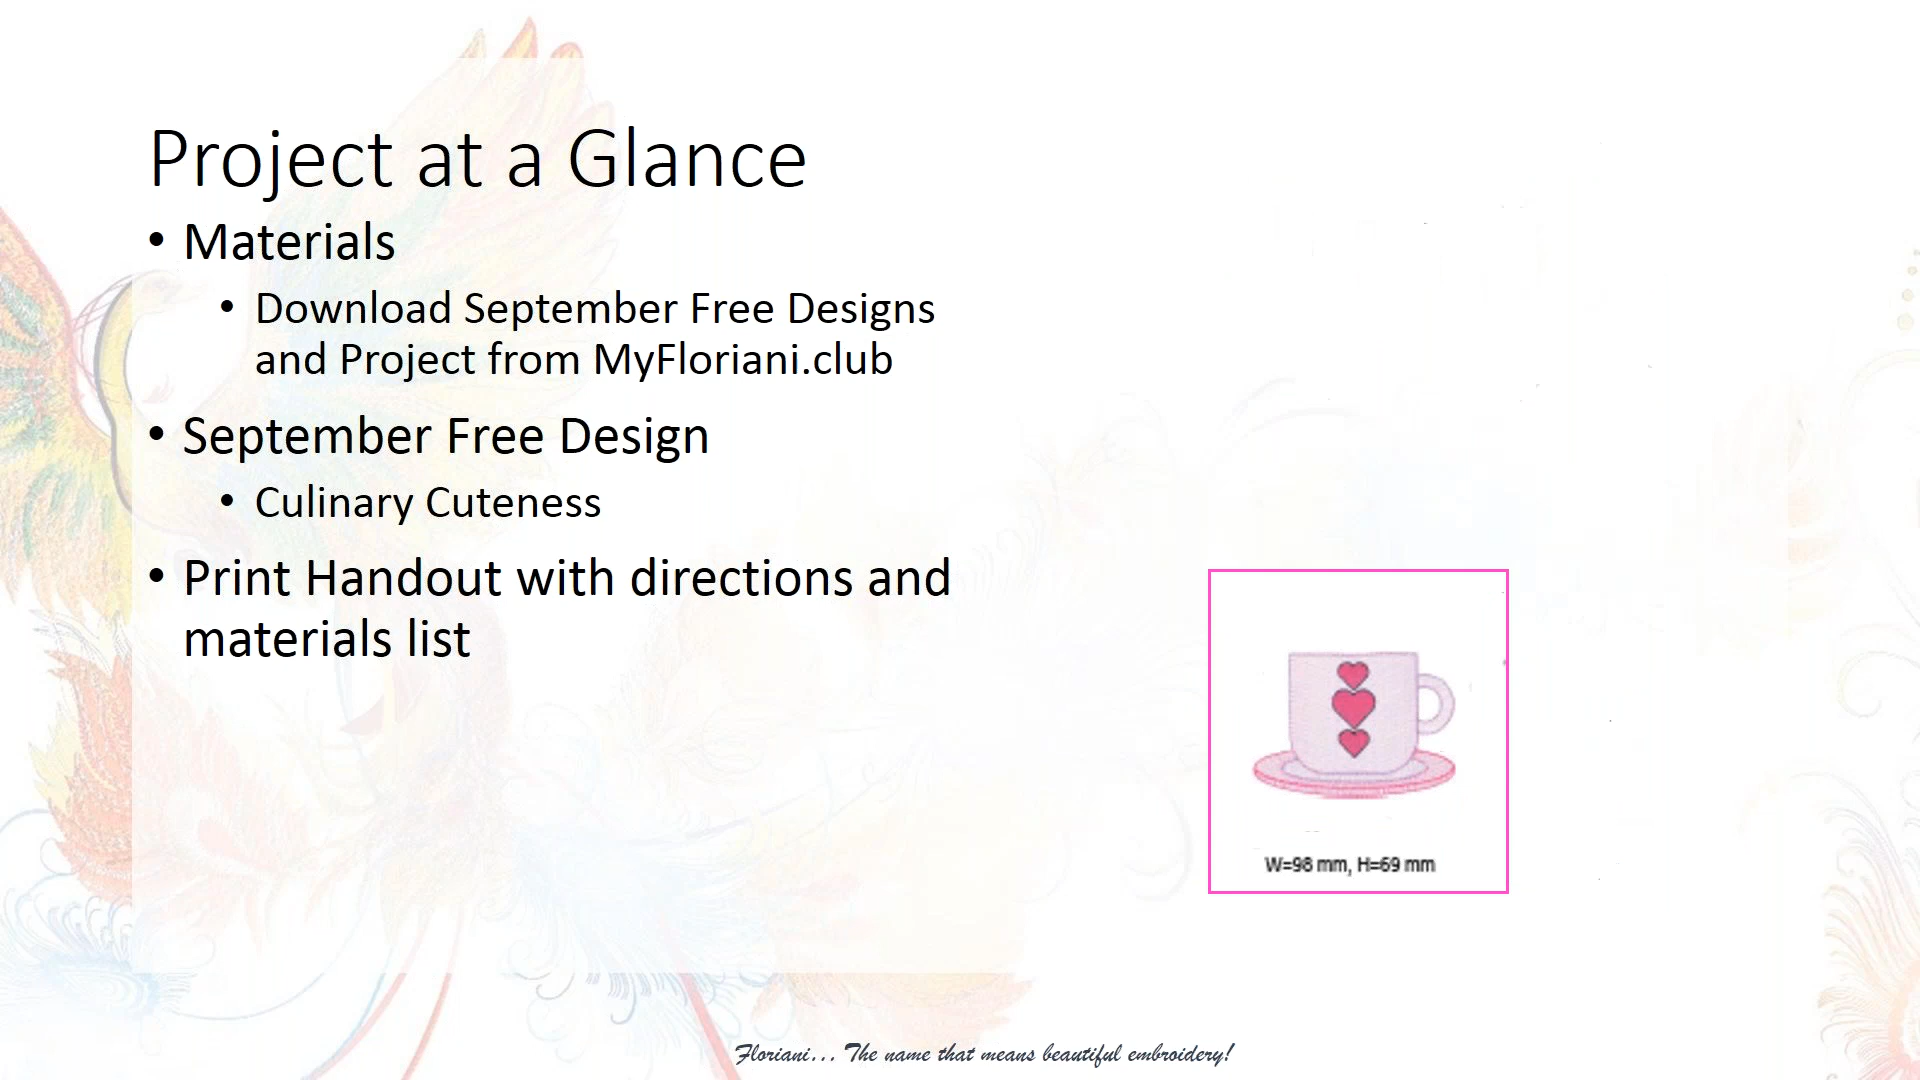 Project at a Glance
• Materials
• Download September Free Designs
and Project from MyFloriani.club
• September Free Design
• Culinary Cuteness
• Print Handout with directions and
materials list
W=98 mm, H=69 mm
Floriani... The name that means beautiful embroidery!